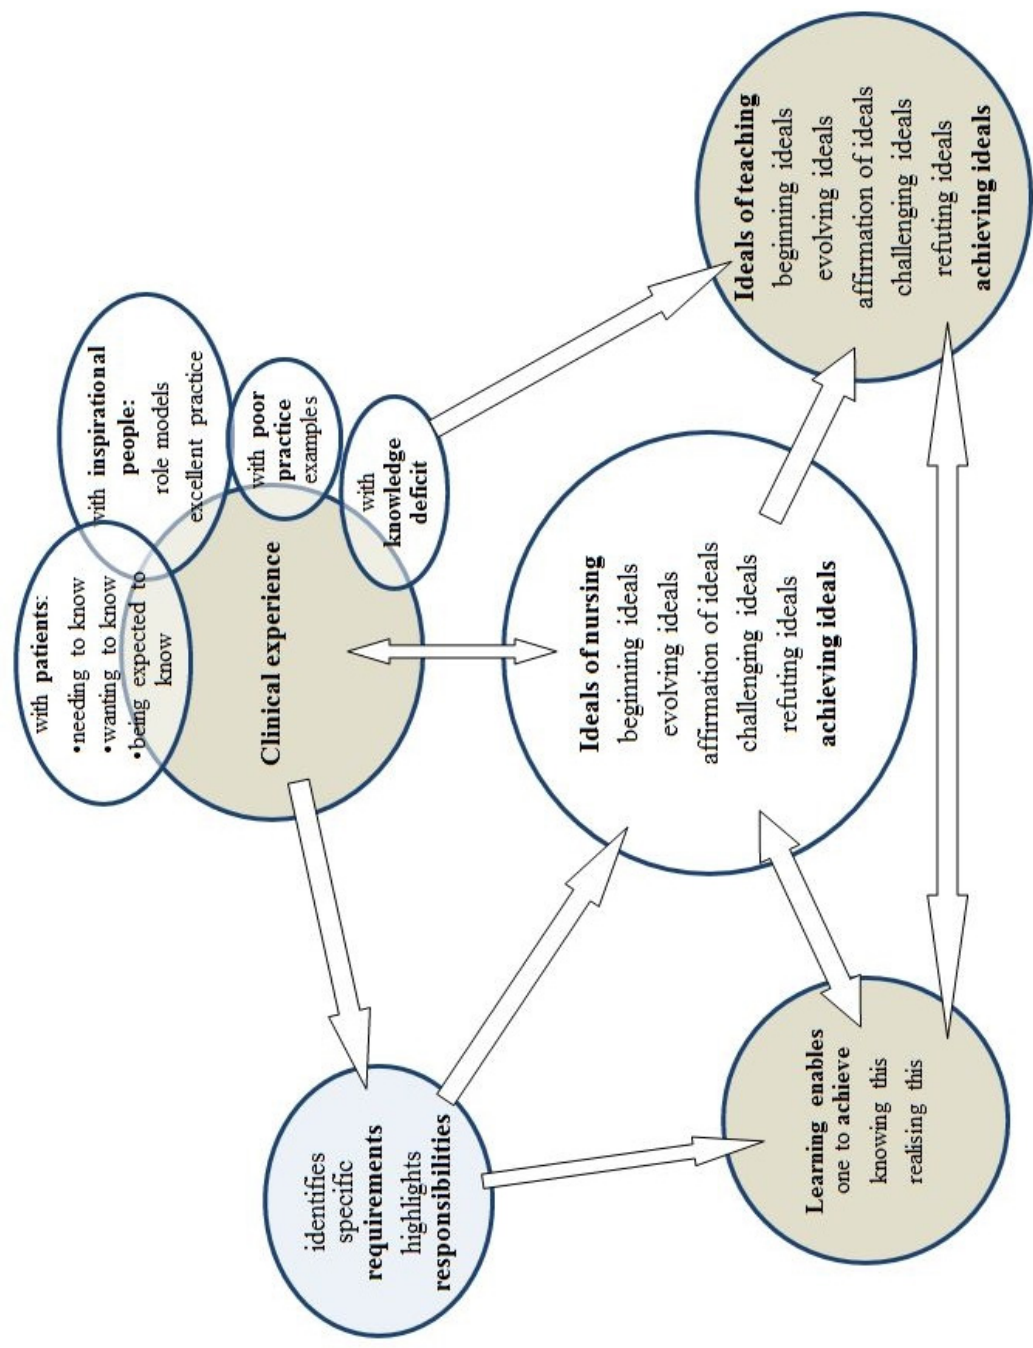 with patients:
•needing to know
•wanting to know
•being expected to
know
with inspirational
people:
role models
excellent practice
with poor
practice
examples
with
knowledge
deficit
Clinical experience
identifies
specific
requirements
highlights
responsibilities
Ideals of nursing
beginning ideals
evolving ideals
affirmation of ideals
challenging ideals
refuting ideals
achieving ideals
Ideals of teaching
beginning ideals
evolving ideals
affirmation of ideals
challenging ideals
refuting ideals
achieving ideals
Learning enables
one to achieve
knowing this
realising this